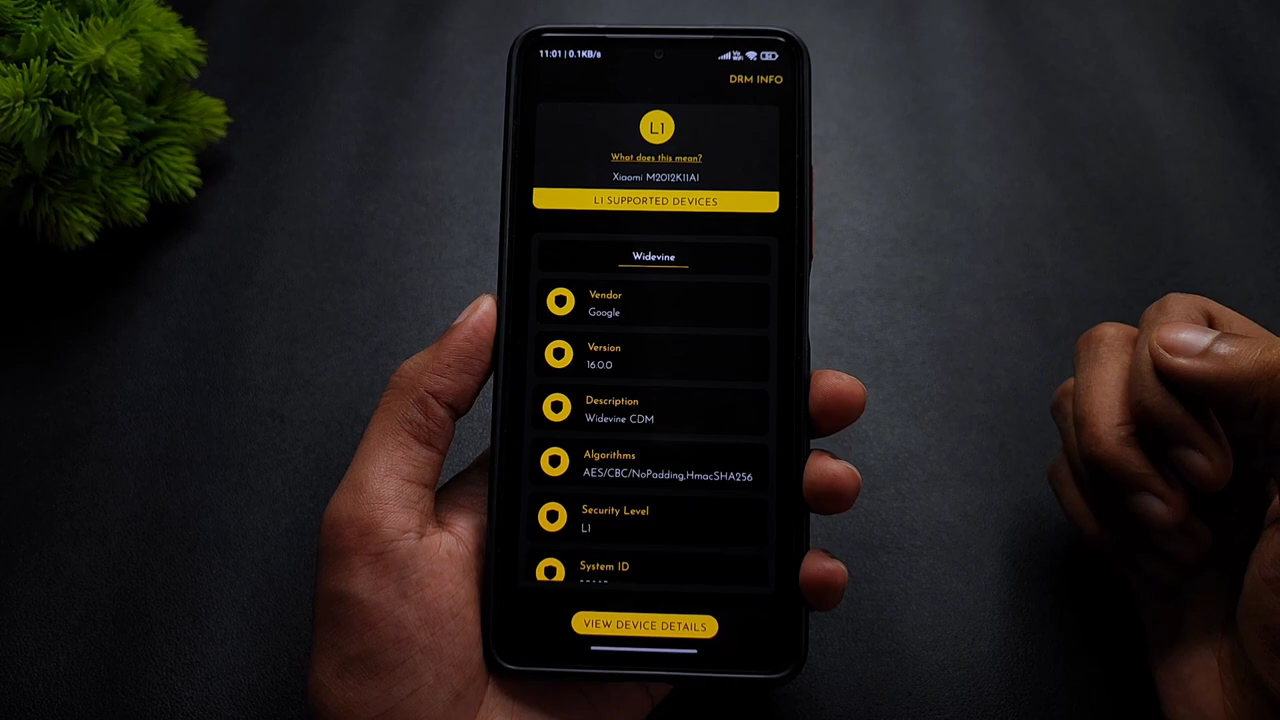 11:01 | 0.1KB/s
DRM INFO
L1
What does this mean?
Xiaomi M2012K11AI
L1 SUPPORTED DEVICES
Widevine
Vendor
Google
Version
16.0.0
Description
Widevine CDM
Algorithms
AES/CBC/NoPadding,HmacSHA256
Security Level
L1
System ID
VIEW DEVICE DETAILS